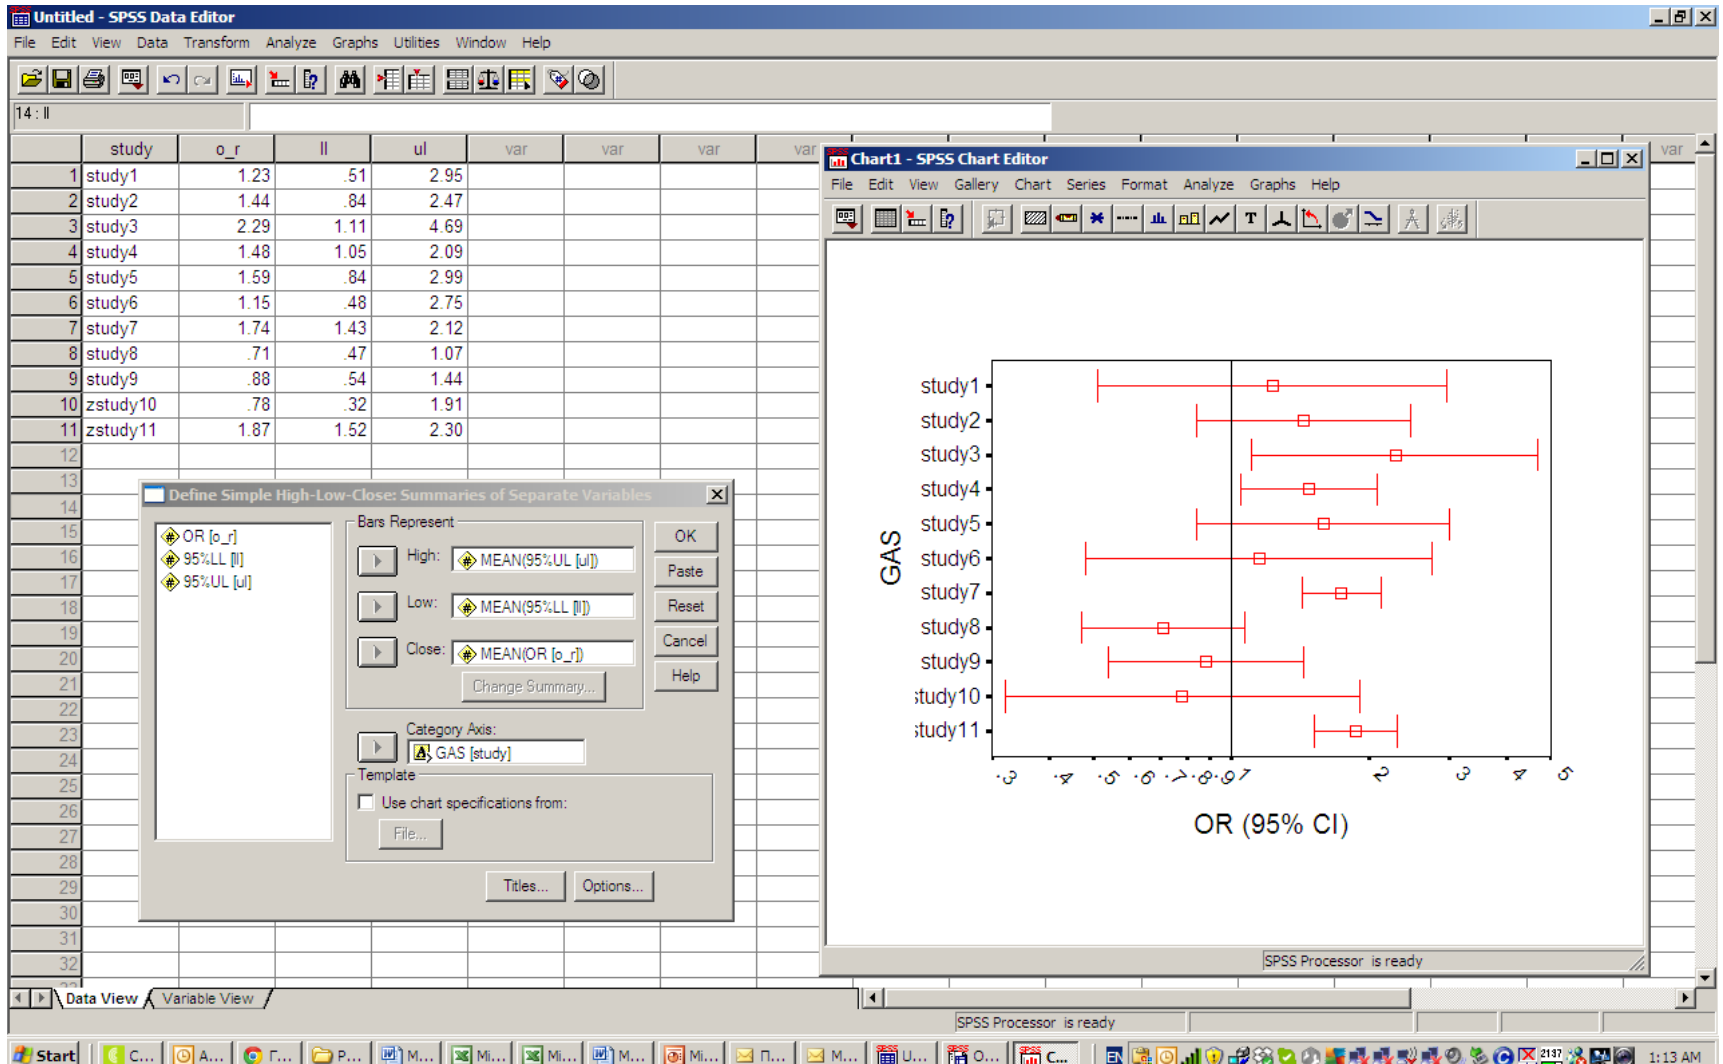 Untitled - SPSS Data Editor
File Edit View Data Transform Analyze Graphs Utilities Window Help
14 : ll
study o_r ll ul var var var var var
1 study1 1.23 .51 2.95
2 study2 1.44 .84 2.47
3 study3 2.29 1.11 4.69
4 study4 1.48 1.05 2.09
5 study5 1.59 .84 2.99
6 study6 1.15 .48 2.75
7 study7 1.74 1.43 2.12
8 study8 .71 .47 1.07
9 study9 .88 .54 1.44
10 zstudy10 .78 .32 1.91
11 zstudy11 1.87 1.52 2.30
12
13
14
15
16
17
18
19
20
21
22
23
24
25
26
27
28
29
30
31
32
Define Simple High-Low-Close: Summaries of Separate Variables
OR [o_r]
95%LL [ll]
95%UL [ul]
Bars Represent
High: MEAN(95%UL [ul])
Low: MEAN(95%LL [ll])
Close: MEAN(OR [o_r])
Change Summary...
Category Axis:
GAS [study]
Template
Use chart specifications from:
File...
Titles... Options...
OK
Paste
Reset
Cancel
Help
Chart1 - SPSS Chart Editor
File Edit View Gallery Chart Series Format Analyze Graphs Help
GAS
study1
study2
study3
study4
study5
study6
study7
study8
study9
study10
study11
.3 .4 .5 .6 .7 .8 .9 1 2 3 4 5
OR (95% CI)
SPSS Processor is ready
Data View Variable View
SPSS Processor is ready
Start C... A... Г... P... M... Mi... Mi... M... Mi... П... M... U... O... C... EN 2137 1:13 AM